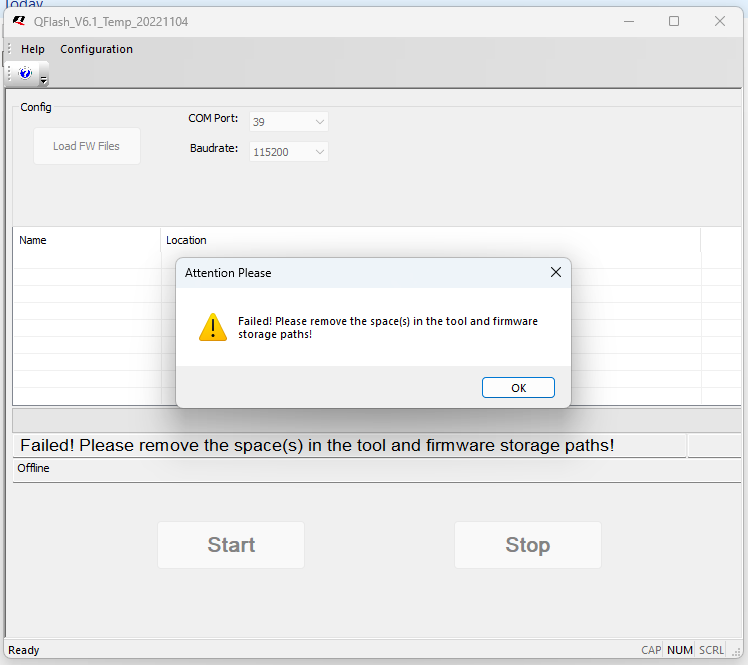 Today
QFlash_V6.1_Temp_20221104
Help Configuration
Config
COM Port: 39
Load FW Files
Baudrate: 115200
Name Location
Attention Please
Failed! Please remove the space(s) in the tool and firmware
storage paths!
OK
Failed! Please remove the space(s) in the tool and firmware storage paths!
Offline
Start Stop
Ready CAP NUM SCRL